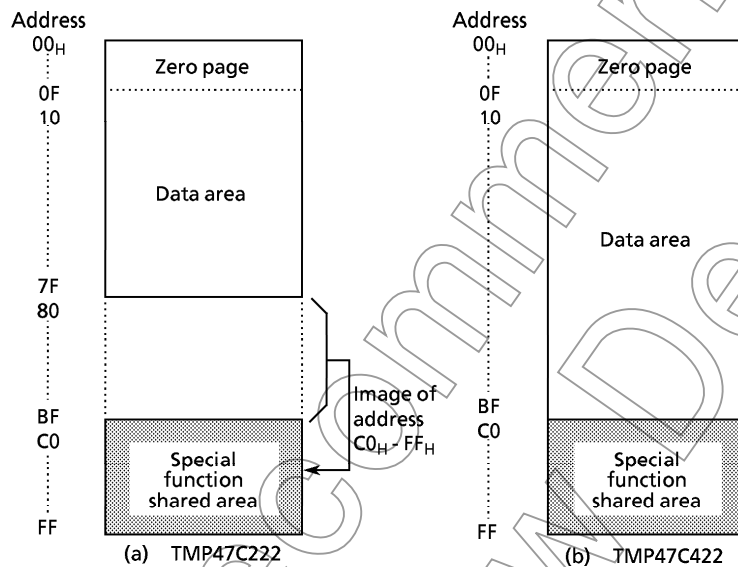 Address
00H
Zero page
0F
10
Data area
7F
80
BF
C0
Image of
address
C0H - FFH
Special
function
shared area
FF
(a) TMP47C222
Address
00H
Zero page
0F
10
Data area
BF
C0
Special
function
shared area
FF
(b) TMP47C422